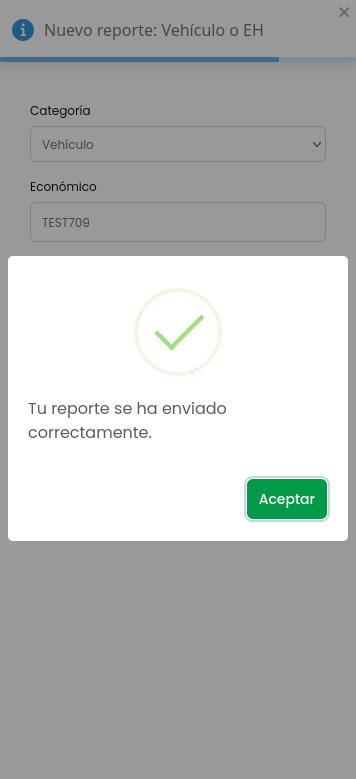 Nuevo reporte: Vehículo o EH
Categoría
Vehículo
Económico
TEST709
Tu reporte se ha enviado
correctamente.
Aceptar